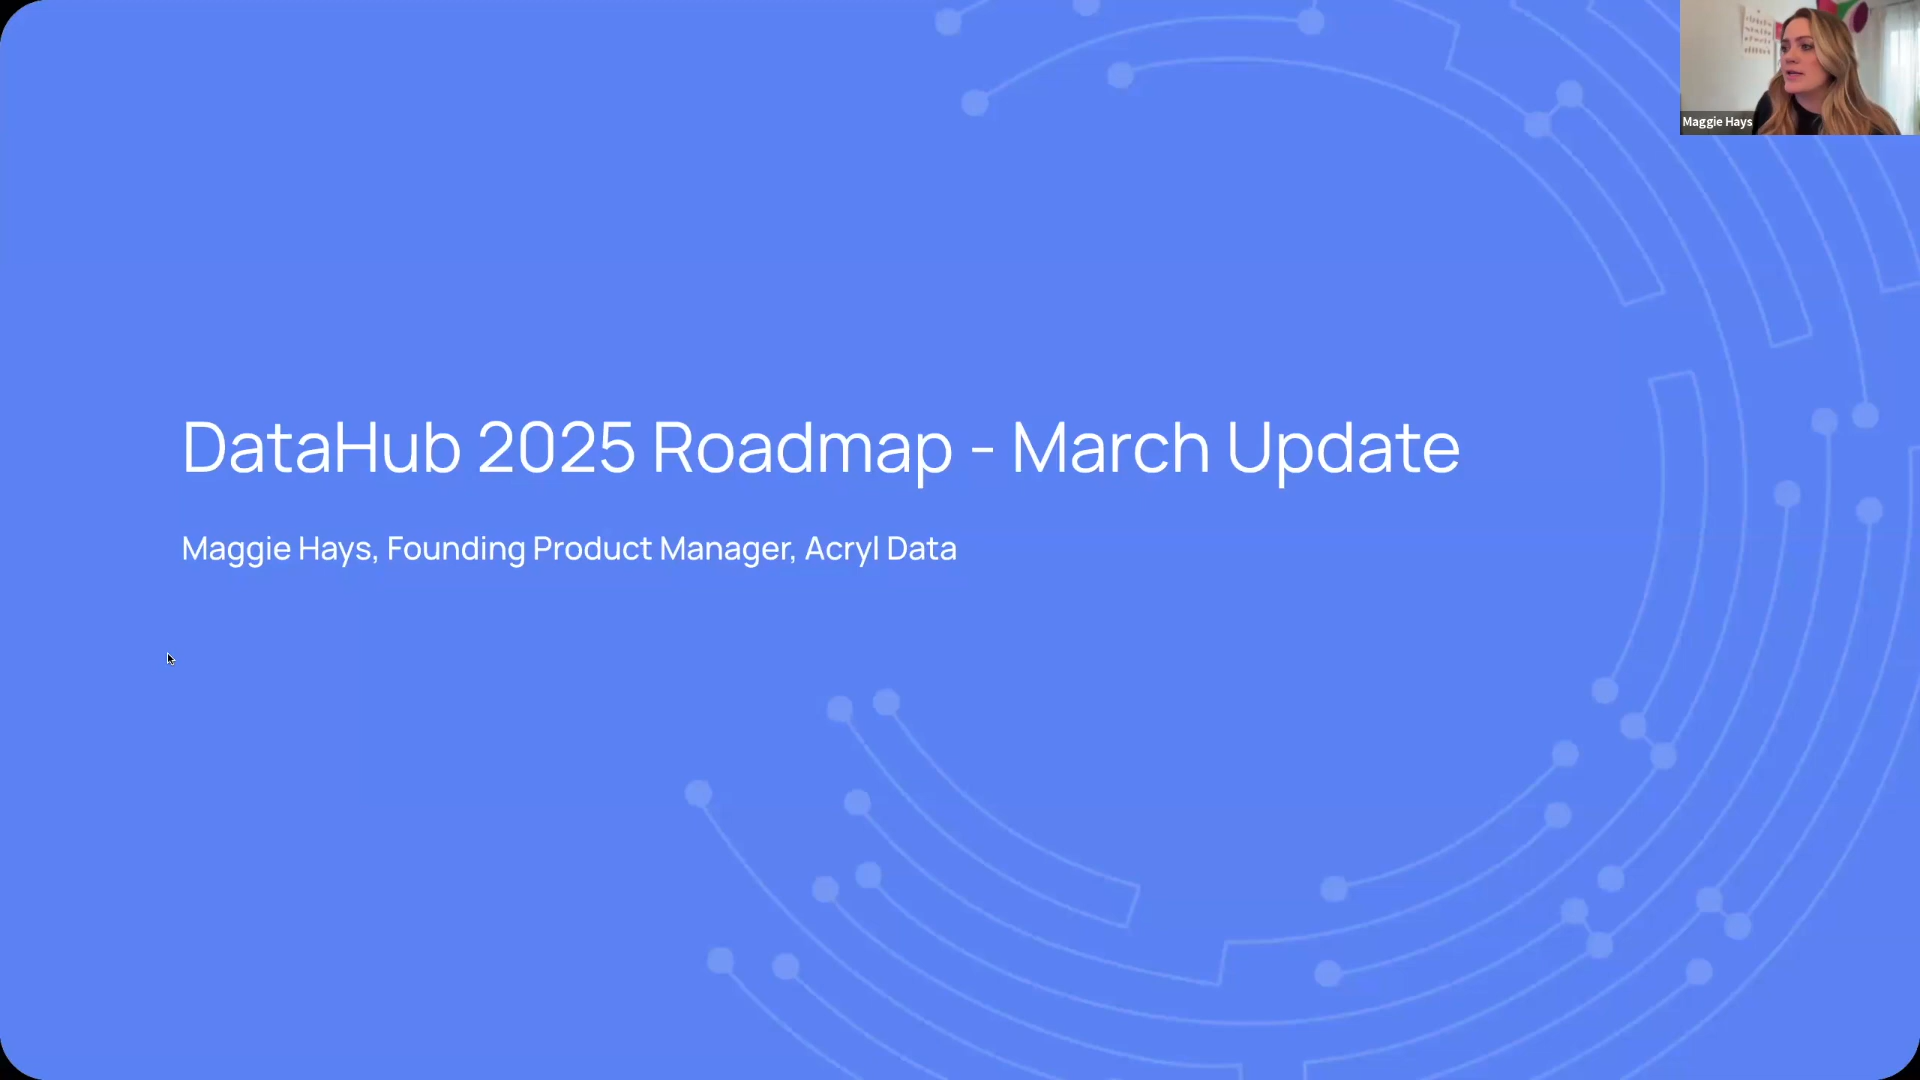 Maggie Hays
DataHub 2025 Roadmap - March Update
Maggie Hays, Founding Product Manager, Acryl Data